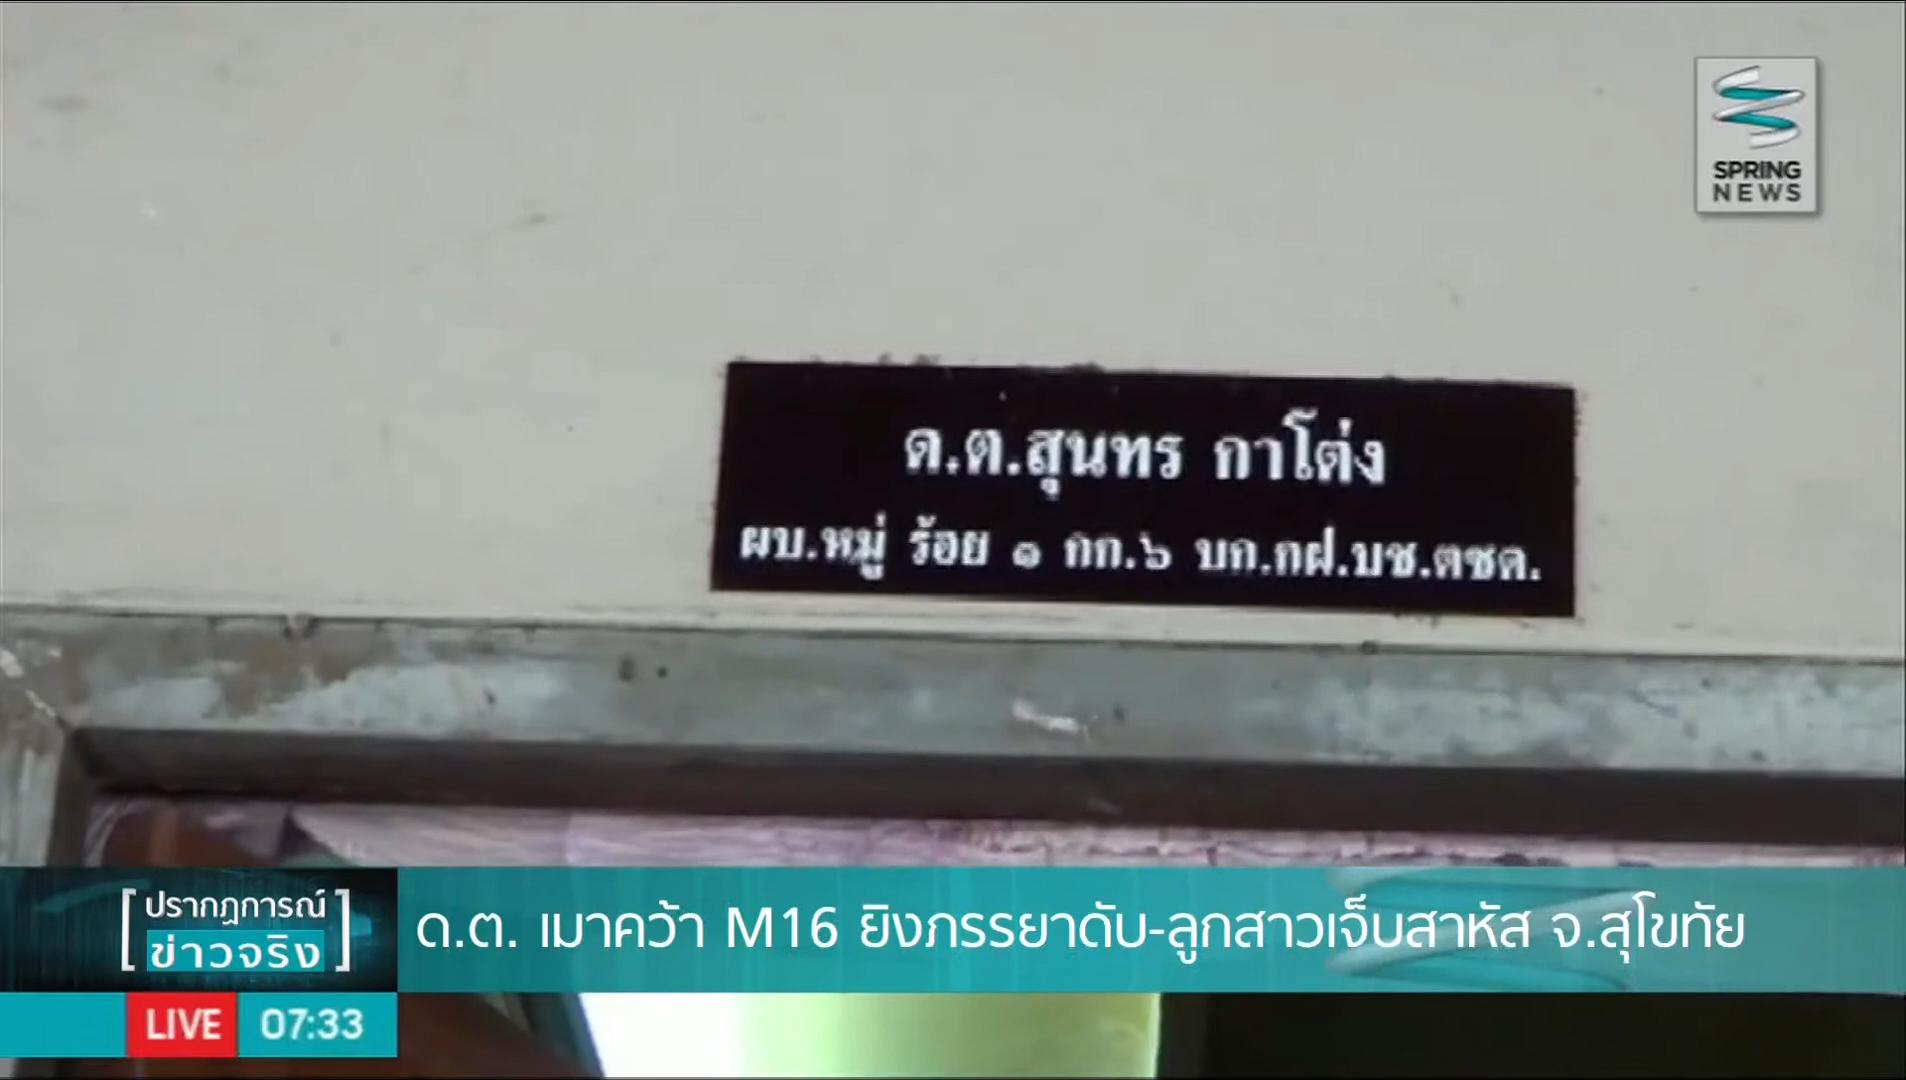 SPRING
NEWS
ด.ต.สุนทร กาโต่ง
ผบ.หมู่ ร้อย ๑ กก.๖ บก.กฝ.บช.ตชด.
ปรากฏการณ์
ข่าวจริง
ด.ต. เมาคว้า M16 ยิงภรรยาดับ-ลูกสาวเจ็บสาหัส จ.สุโขทัย
LIVE 07:33